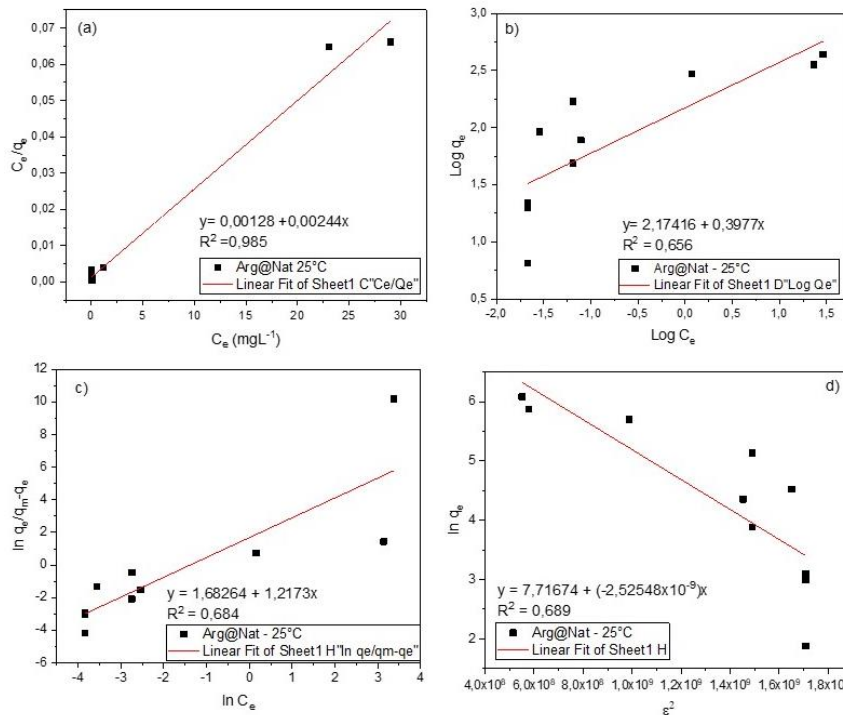 (a)
0,07
0,06
0,05
0,04
0,03
0,02
0,01
0,00
Ce/qe
y= 0,00128 +0,00244x
R² =0,985
Arg@Nat 25°C
Linear Fit of Sheet1 C"Ce/Qe"
0 5 10 15 20 25 30
Ce (mgL⁻¹)
b)
3,0
2,5
2,0
1,5
1,0
0,5
Log qe
y= 2,17416 + 0,3977x
R² = 0,656
Arg@Nat - 25°C
Linear Fit of Sheet1 D"Log Qe"
-2,0 -1,5 -1,0 -0,5 0,0 0,5 1,0 1,5
Log Ce
c)
12
10
8
6
4
2
0
-2
-4
-6
ln qe/qm-qe
y = 1,68264 + 1,2173x
R² = 0,684
Arg@Nat - 25°C
Linear Fit of Sheet1 H"ln qe/qm-qe"
-5 -4 -3 -2 -1 0 1 2 3 4
ln Ce
d)
6
5
4
3
2
ln qe
y = 7,71674 + (-2,52548x10⁻⁹)x
R² = 0,689
Arg@Nat - 25°C
Linear Fit of Sheet1 H
4,0x10⁸ 6,0x10⁸ 8,0x10⁸ 1,0x10⁹ 1,2x10⁹ 1,4x10⁹ 1,6x10⁹
ε²